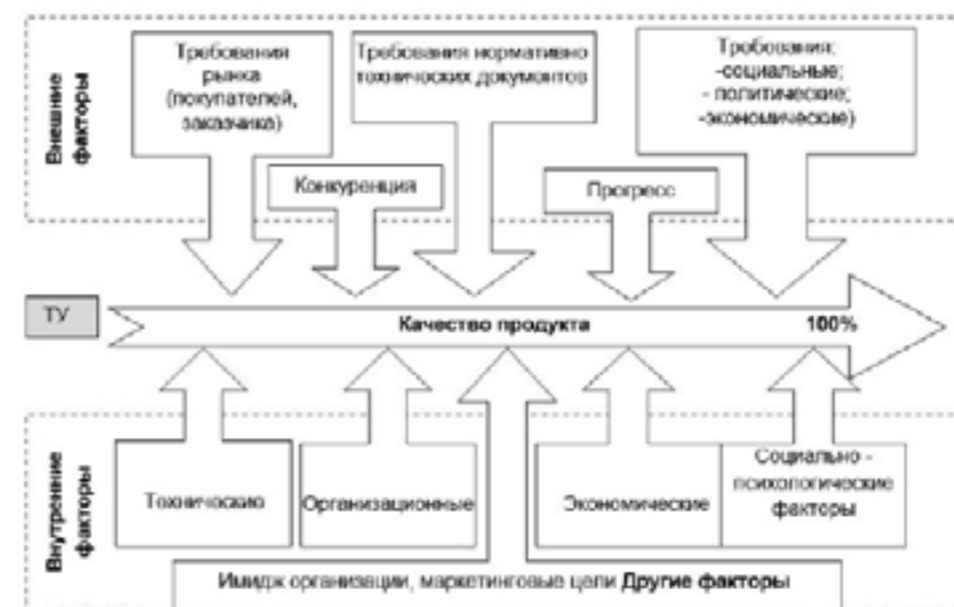 Внешние
факторы
Требования
рынка
(покупателей,
заказчика)
Требования нормативно
технических документов
Требования:
-социальные;
- политические;
-экономические)
Конкуренция
Прогресс
ТУ
Качество продукта
100%
Внутренние
факторы
Технические
Организационные
Экономические
Социально -
психологические
факторы
Имидж организации, маркетинговые цели Другие факторы